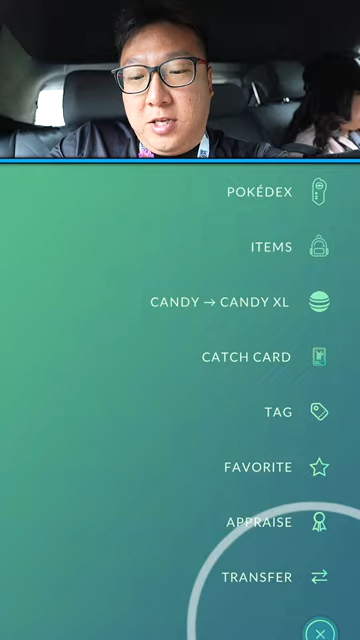 POKÉDEX
ITEMS
CANDY → CANDY XL
CATCH CARD
TAG
FAVORITE
APPRAISE
TRANSFER